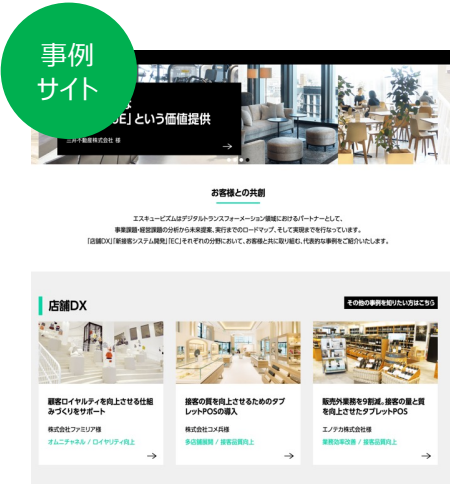 事例
サイト
な
E」という価値提供
三井不動産株式会社 様
お客様との共創
エスキュービズムはデジタルトランスフォーメーション領域におけるパートナーとして、
事業課題・経営課題の分析から未来提案、実行までのロードマップ、そして実現までを行なっています。
「店舗DX」「新接客システム開発」「EC」それぞれの分野において、お客様と共に取り組む、代表的な事例をご紹介いたします。
店舗DX
その他の事例を知りたい方はこちら
顧客ロイヤルティを向上させる仕組
みづくりをサポート
株式会社ファミリア様
オムニチャネル / ロイヤリティ向上
接客の質を向上させるためのタブ
レットPOSの導入
株式会社コメ兵様
多店舗展開 / 接客品質向上
販売外業務を9割減。接客の量と質
を向上させたタブレットPOS
エノテカ株式会社様
業務効率改善 / 接客品質向上